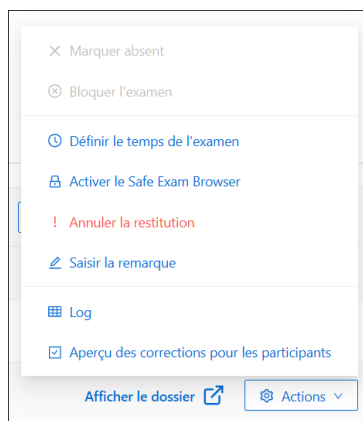 Marquer absent
Bloquer l'examen
Définir le temps de l'examen
Activer le Safe Exam Browser
Annuler la restitution
Saisir la remarque
Log
Aperçu des corrections pour les participants
Afficher le dossier
Actions